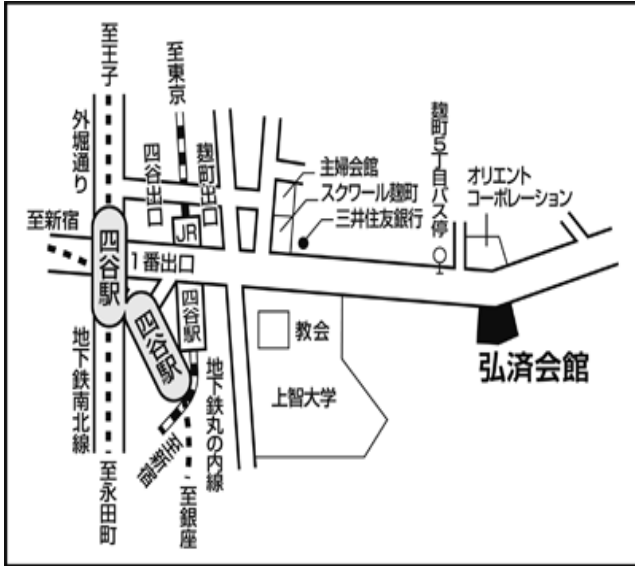 至王子
外堀通り
四谷出口
至東京
麹町出口
麹町5丁目バス停
オリエント
コーポレーション
主婦会館
スクワール麹町
三井住友銀行
至新宿
JR
四谷駅
1番出口
四谷駅
四谷駅
教会
上智大学
弘済会館
地下鉄南北線
地下鉄丸の内線
至新宿
至永田町
至銀座